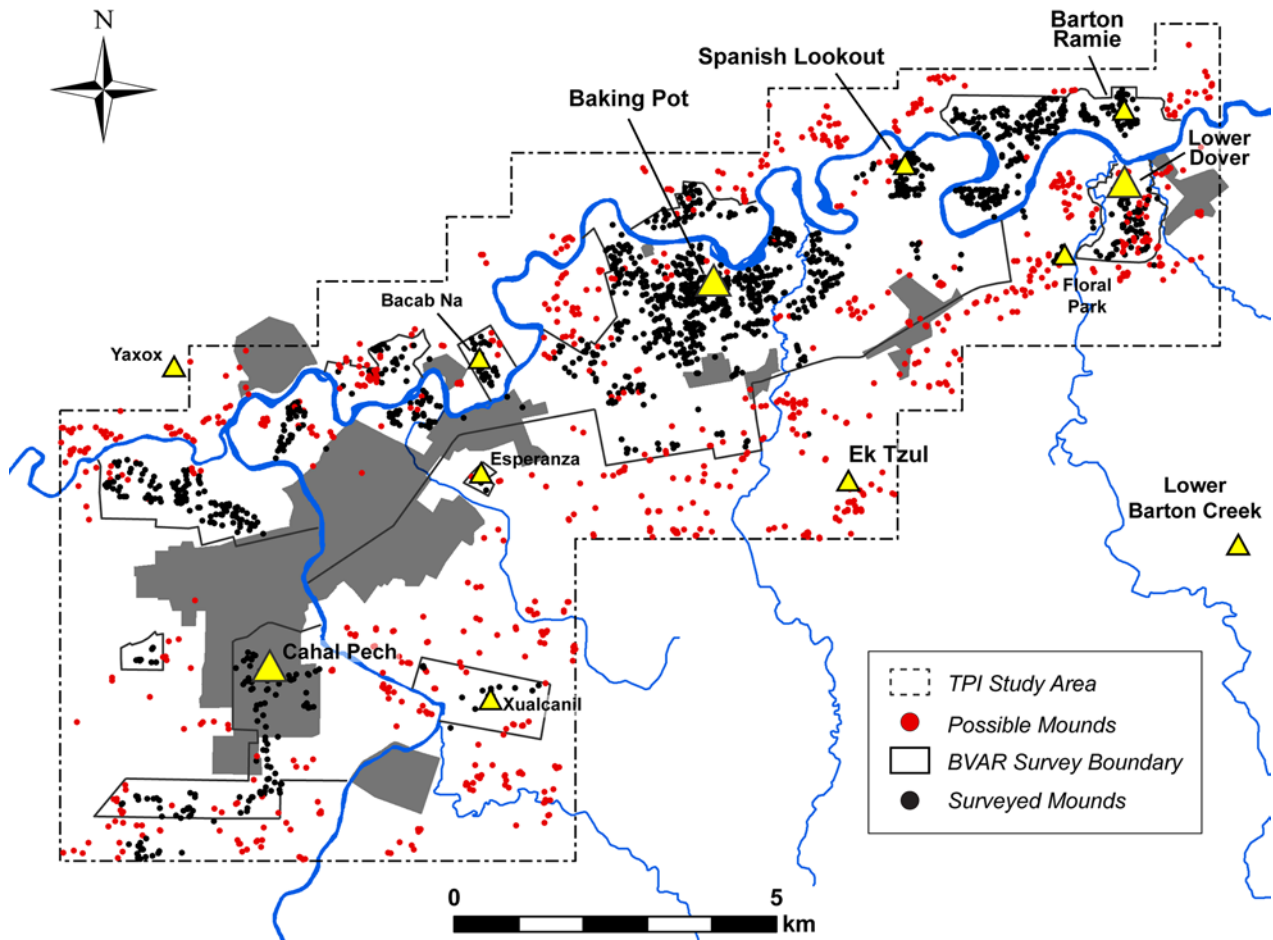 N
Barton
Ramie
Spanish Lookout
Baking Pot
Lower
Dover
Bacab Na
Floral
Park
Yaxox
Esperanza
Ek Tzul
Lower
Barton Creek
Cahal Pech
Xualcanil
TPI Study Area
Possible Mounds
BVAR Survey Boundary
Surveyed Mounds
0 5
km